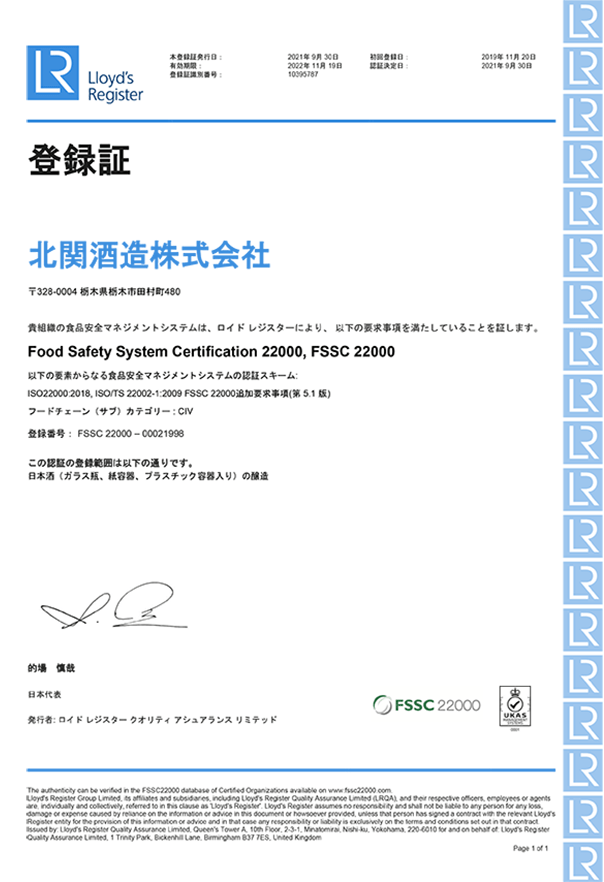 LR
Lloyd's
Register
本登録証発行日： 2021年 9月 30日 初回登録日： 2019年 11月 20日
有効期限： 2022年 11月 19日 認証決定日： 2021年 9月 30日
登録証識別番号： 10395787
登録証
北関酒造株式会社
〒328-0004 栃木県栃木市田村町480
貴組織の食品安全マネジメントシステムは、ロイド レジスターにより、 以下の要求事項を満たしていることを証します。
Food Safety System Certification 22000, FSSC 22000
以下の要素からなる食品安全マネジメントシステムの認証スキーム:
ISO22000:2018, ISO/TS 22002-1:2009 FSSC 22000追加要求事項(第 5.1 版)
フードチェーン（サブ）カテゴリー : CIV
登録番号： FSSC 22000 – 00021998
この認証の登録範囲は以下の通りです。
日本酒（ガラス瓶、紙容器、プラスチック容器入り）の醸造
的場 慎哉
日本代表
発行者: ロイド レジスター クオリティ アシュアランス リミテッド
FSSC 22000
UKAS
MANAGEMENT
SYSTEMS
0001
The authenticity can be verified in the FSSC22000 database of Certified Organizations available on www.fssc22000.com.
Lloyd's Register Group Limited, its affiliates and subsidiaries, including Lloyd's Register Quality Assurance Limited (LRQA), and their respective officers, employees or agents
are, individually and collectively, referred to in this clause as 'Lloyd's Register'. Lloyd's Register assumes no responsibility and shall not be liable to any person for any loss,
damage or expense caused by reliance on the information or advice in this document or howsoever provided, unless that person has signed a contract with the relevant Lloyd's
Register entity for the provision of this information or advice and in that case any responsibility or liability is exclusively on the terms and conditions set out in that contract.
Issued by: Lloyd's Register Quality Assurance Limited, Queen's Tower A, 10th Floor, 2-3-1, Minatomirai, Nishi-ku, Yokohama, 220-6010 for and on behalf of: Lloyd's Register
Quality Assurance Limited, 1 Trinity Park, Bickenhill Lane, Birmingham B37 7ES, United Kingdom
Page 1 of 1